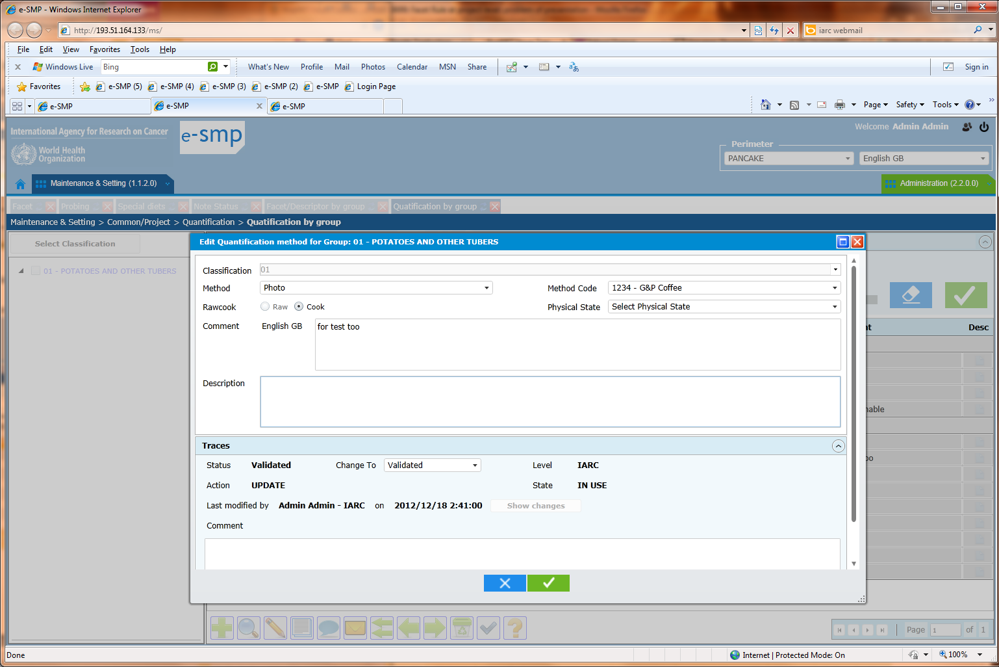 e-SMP - Windows Internet Explorer
http://193.51.164.133/ms/
iarc webmail
File Edit View Favorites Tools Help
x Windows Live Bing What's New Profile Mail Photos Calendar MSN Share Sign in
Favorites e-SMP (5) e-SMP (4) e-SMP (3) e-SMP (2) e-SMP Login Page
e-SMP e-SMP e-SMP Page Safety Tools
International Agency for Research on Cancer
World Health
Organization
e-smp
Welcome Admin Admin
Perimeter
PANCAKE English GB
Maintenance & Setting (1.1.2.0) Administration (2.2.0.0)
Facet Probing Special diets Note Status Facet/Descriptor by group Quatification by group
Maintenance & Setting > Common/Project > Quantification > Quatification by group
Select Classification
01 - POTATOES AND OTHER TUBERS
Edit Quantification method for Group: 01 - POTATOES AND OTHER TUBERS
Classification 01
Method Photo Method Code 1234 - G&P Coffee
Rawcook Raw Cook Physical State Select Physical State
Comment English GB for test too
Description
nt Desc
nable
oo
Traces
Status Validated Change To Validated Level IARC
Action UPDATE State IN USE
Last modified by Admin Admin - IARC on 2012/12/18 2:41:00 Show changes
Comment
Page 1 of 1
Done Internet | Protected Mode: On 100%